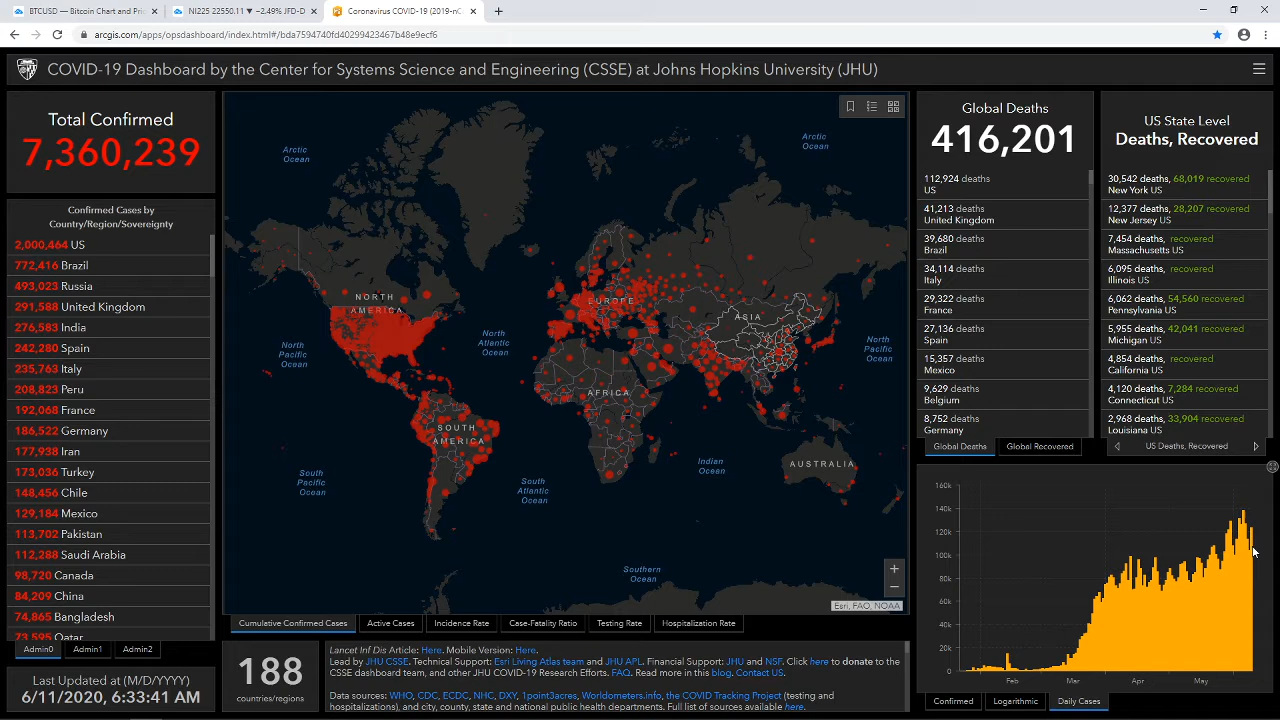 BTCUSD — Bitcoin Chart and Pric
NI225 22550.11 ▼ −2.49% JFD-D
Coronavirus COVID-19 (2019-nC
arcgis.com/apps/opsdashboard/index.html#/bda7594740fd40299423467b48e9ecf6
COVID-19 Dashboard by the Center for Systems Science and Engineering (CSSE) at Johns Hopkins University (JHU)
Total Confirmed
7,360,239
Confirmed Cases by
Country/Region/Sovereignty
2,000,464 US
772,416 Brazil
493,023 Russia
291,588 United Kingdom
276,583 India
242,280 Spain
235,763 Italy
208,823 Peru
192,068 France
186,522 Germany
177,938 Iran
173,036 Turkey
148,456 Chile
129,184 Mexico
113,702 Pakistan
112,288 Saudi Arabia
98,720 Canada
84,209 China
74,865 Bangladesh
73,595 Qatar
Admin0
Admin1
Admin2
Last Updated at (M/D/YYYY)
6/11/2020, 6:33:41 AM
Arctic
Ocean
Arctic
Ocean
NORTH
AMERICA
EUROPE
ASIA
North
Pacific
Ocean
North
Atlantic
Ocean
North
Pacific
Ocean
AFRICA
SOUTH
AMERICA
Indian
Ocean
AUSTRALIA
South
Pacific
Ocean
South
Atlantic
Ocean
Southern
Ocean
Esri, FAO, NOAA
Cumulative Confirmed Cases
Active Cases
Incidence Rate
Case-Fatality Ratio
Testing Rate
Hospitalization Rate
188
countries/regions
Lancet Inf Dis Article: Here. Mobile Version: Here.
Lead by JHU CSSE. Technical Support: Esri Living Atlas team and JHU APL. Financial Support: JHU and NSF. Click here to donate to the
CSSE dashboard team, and other JHU COVID-19 Research Efforts. FAQ. Read more in this blog. Contact US.
Data sources: WHO, CDC, ECDC, NHC, DXY, 1point3acres, Worldometers.info, the COVID Tracking Project (testing and
hospitalizations), and city, county, state and national public health departments. Full list of sources available here.
Global Deaths
416,201
112,924 deaths
US
41,213 deaths
United Kingdom
39,680 deaths
Brazil
34,114 deaths
Italy
29,322 deaths
France
27,136 deaths
Spain
15,357 deaths
Mexico
9,629 deaths
Belgium
8,752 deaths
Germany
Global Deaths
Global Recovered
US State Level
Deaths, Recovered
30,542 deaths, 68,019 recovered
New York US
12,377 deaths, 28,207 recovered
New Jersey US
7,454 deaths, recovered
Massachusetts US
6,095 deaths, recovered
Illinois US
6,062 deaths, 54,560 recovered
Pennsylvania US
5,955 deaths, 42,041 recovered
Michigan US
4,854 deaths, recovered
California US
4,120 deaths, 7,284 recovered
Connecticut US
2,968 deaths, 33,904 recovered
Louisiana US
US Deaths, Recovered
160k
140k
120k
100k
80k
60k
40k
20k
0
Feb
Mar
Apr
May
Confirmed
Logarithmic
Daily Cases